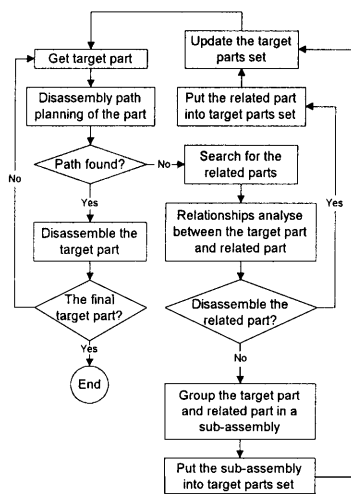 Get target part
Disassembly path
planning of the part
Path found?
No
Yes
Disassemble the
target part
The final
target part?
No
Yes
End
Update the target
parts set
Put the related part
into target parts set
Search for the
related parts
Relationships analyse
between the target part
and related part
Yes
Disassemble the
related part?
No
Group the target part
and related part in a
sub-assembly
Put the sub-assembly
into target parts set